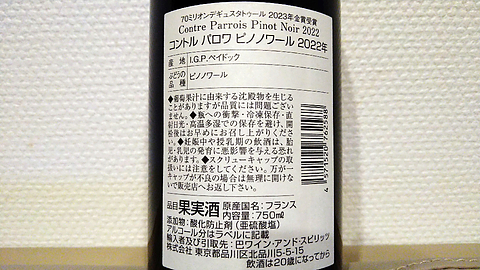 70ミリオンデギュスタトゥール 2023年金賞受賞
Contre Parrois Pinot Noir 2022
コントル パロワ ピノノワール 2022年
産地 I.G.P.ペイドック
ぶどうの品種 ピノノワール
◆葡萄果汁に由来する沈殿物を生じる
ことがありますが品質には問題ござい
ません。◆瓶への衝撃・冷凍保存・直
射日光・高温多湿での保存を避け、開
栓後はお早めにお召し上がりくださ
い。◆妊娠中や授乳期の飲酒は、胎
児・乳児の発育に悪影響を与える恐れ
があります。◆スクリューキャップの取
扱いには注意してください。万が一
キャップが不良の場合は無理に開けな
いで販売店へお返し下さい。
4571520762588
品目 果実酒 原産国名:フランス
内容量:750mℓ
添加物:酸化防止剤(亜硫酸塩)
アルコール分はラベルに記載
輸入者及び引取先:巴ワイン・アンド・スピリッツ
株式会社 東京都品川区北品川5-5-15
飲酒は20歳になってから